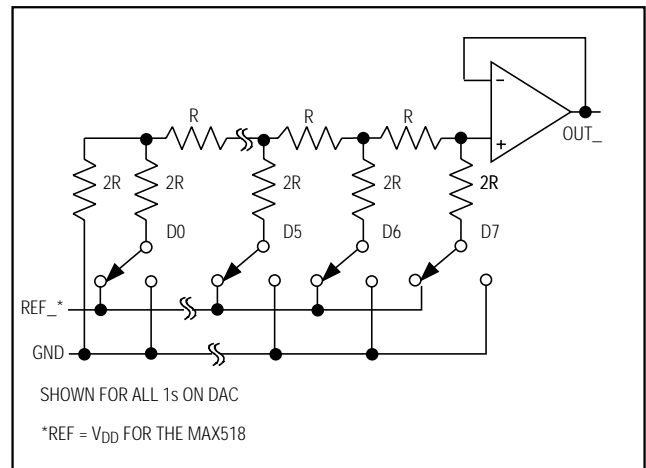 R R R
− +
OUT_
2R 2R 2R 2R 2R
D0 D5 D6 D7
REF_*
GND
SHOWN FOR ALL 1s ON DAC
*REF = VDD FOR THE MAX518